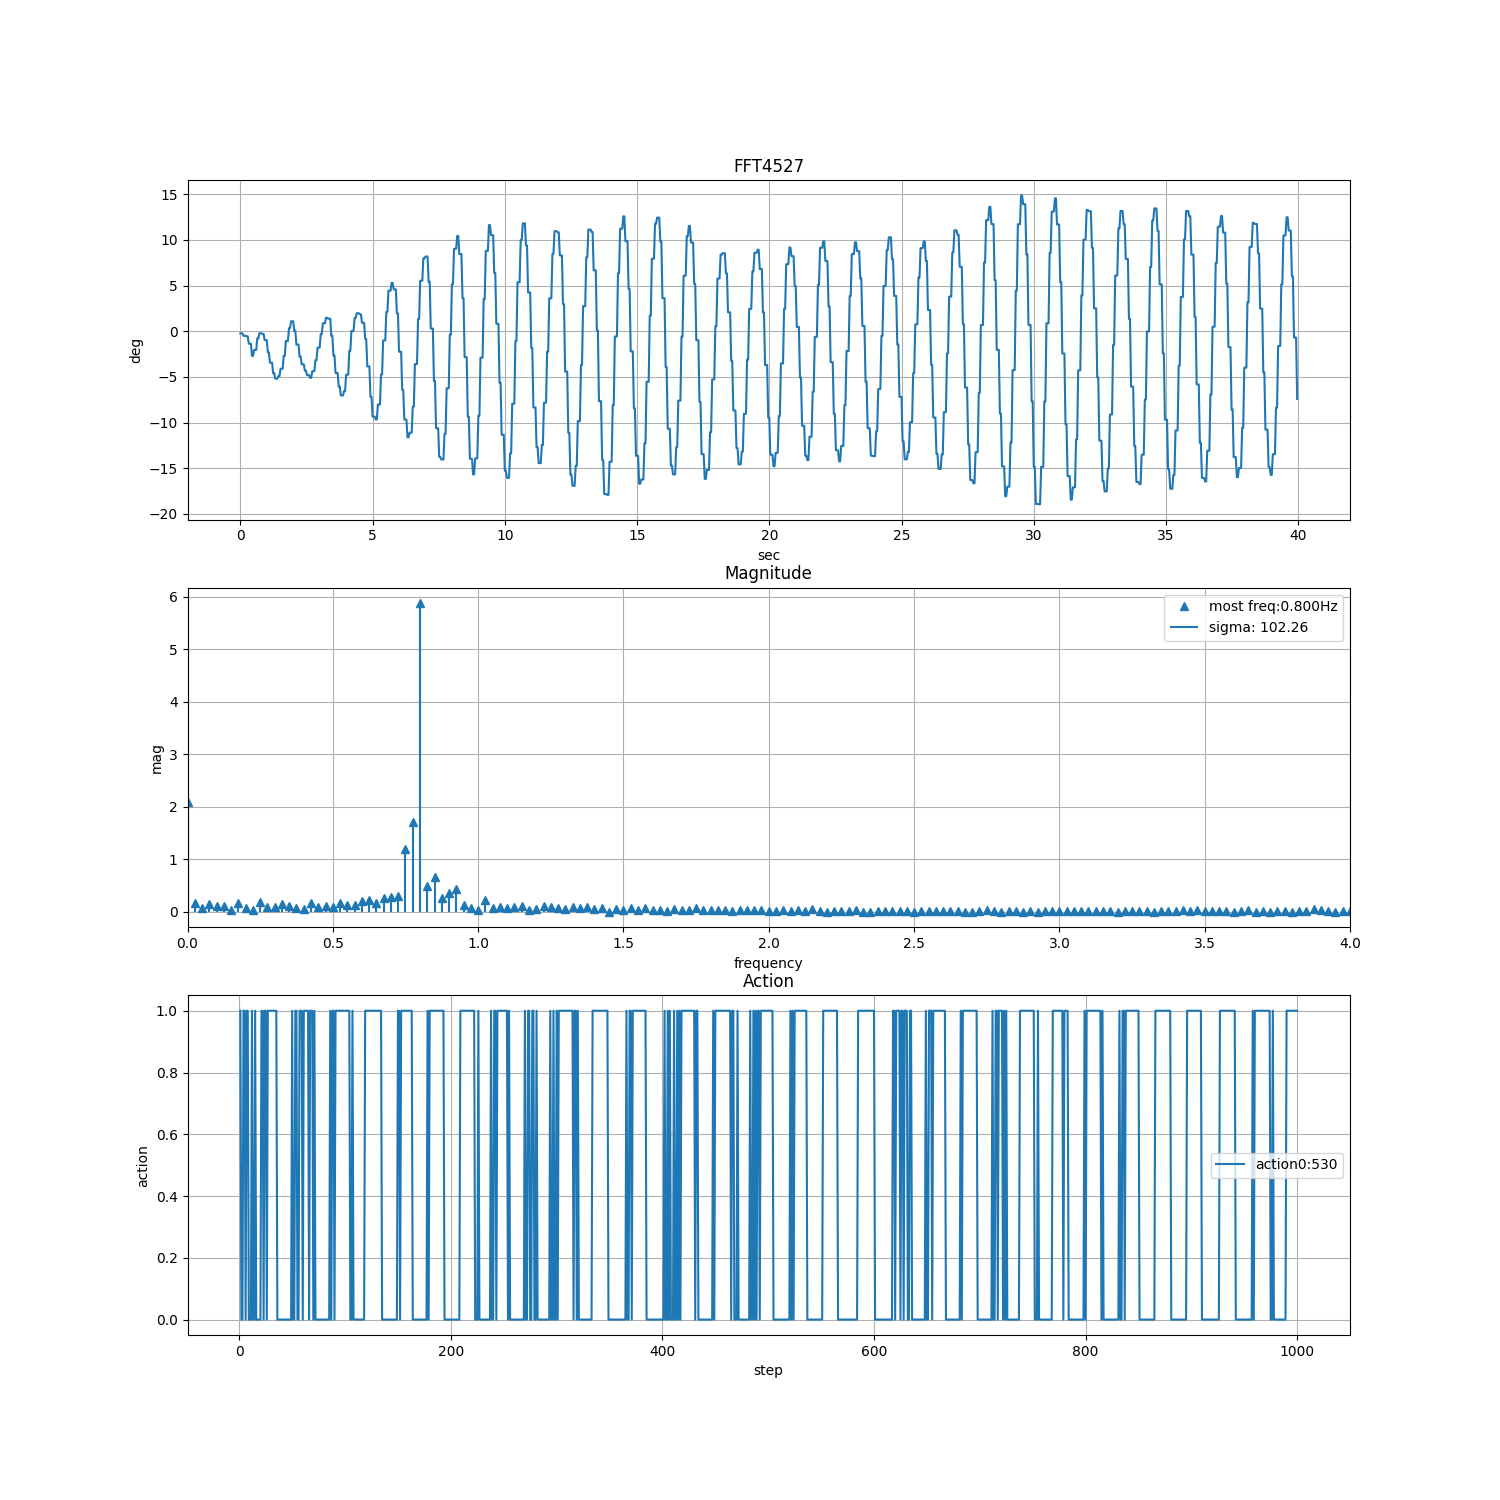 FFT4527
15
10
5
0
−5
−10
−15
−20
deg
0 5 10 15 20 25 30 35 40
sec
Magnitude
6
5
4
3
2
1
0
mag
most freq:0.800Hz
sigma: 102.26
0.0 0.5 1.0 1.5 2.0 2.5 3.0 3.5 4.0
frequency
Action
1.0
0.8
0.6
0.4
0.2
0.0
action
action0:530
0 200 400 600 800 1000
step